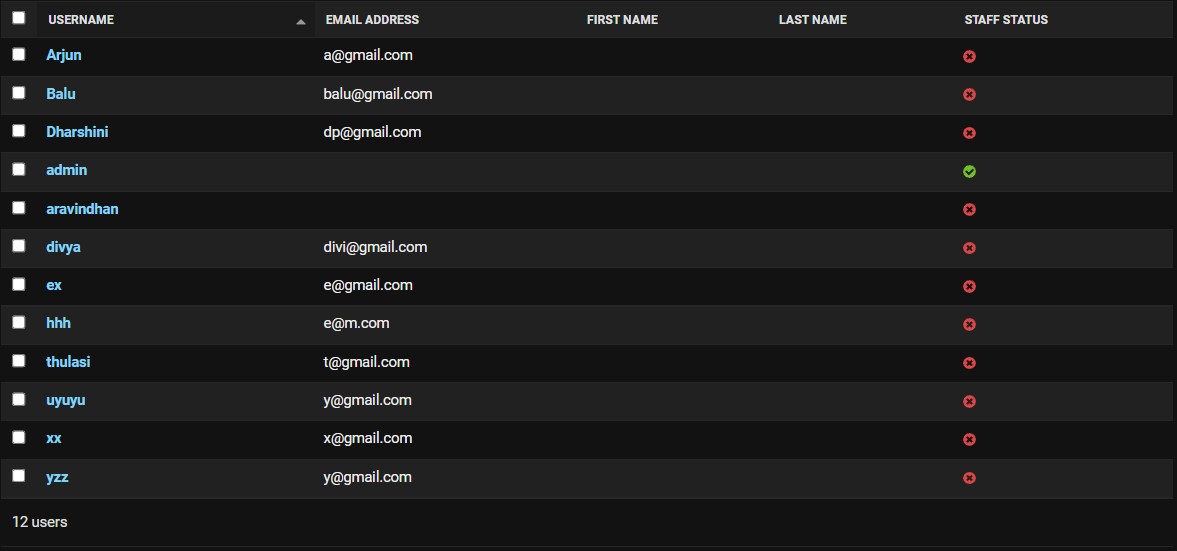 USERNAME EMAIL ADDRESS FIRST NAME LAST NAME STAFF STATUS
Arjun a@gmail.com
Balu balu@gmail.com
Dharshini dp@gmail.com
admin
aravindhan
divya divi@gmail.com
ex e@gmail.com
hhh e@m.com
thulasi t@gmail.com
uyuyu y@gmail.com
xx x@gmail.com
yzz y@gmail.com
12 users